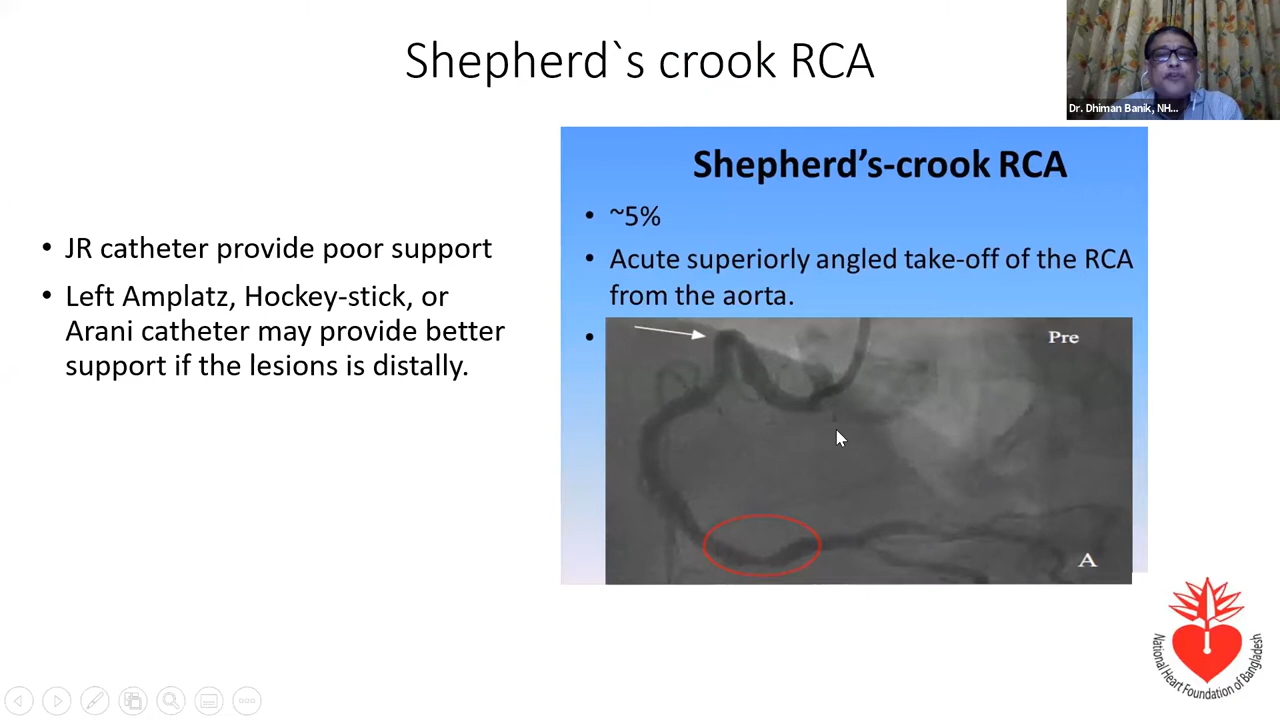 Shepherd`s crook RCA
Dr. Dhiman Banik, NH...
• JR catheter provide poor support
• Left Amplatz, Hockey-stick, or
Arani catheter may provide better
support if the lesions is distally.
Shepherd’s-crook RCA
• ~5%
• Acute superiorly angled take-off of the RCA
from the aorta.
•
Pre
A
National Heart Foundation of Bangladesh